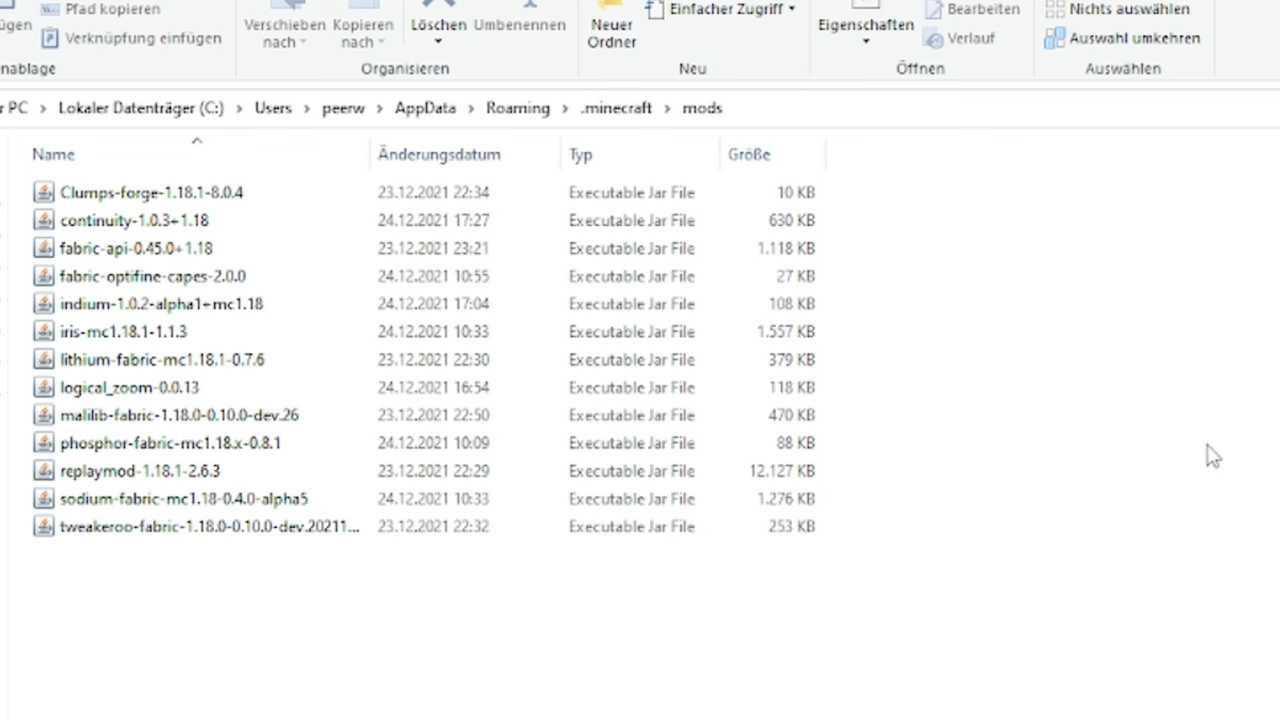 Pfad kopieren
Verknüpfung einfügen
Verschieben nach
Kopieren nach
Löschen
Umbenennen
Neuer Ordner
Einfacher Zugriff
Eigenschaften
Bearbeiten
Verlauf
Nichts auswählen
Auswahl umkehren
Organisieren
Neu
Öffnen
Auswählen
PC > Lokaler Datenträger (C:) > Users > peerw > AppData > Roaming > .minecraft > mods
Name Änderungsdatum Typ Größe
Clumps-forge-1.18.1-8.0.4 23.12.2021 22:34 Executable Jar File 10 KB
continuity-1.0.3+1.18 24.12.2021 17:27 Executable Jar File 630 KB
fabric-api-0.45.0+1.18 23.12.2021 23:21 Executable Jar File 1.118 KB
fabric-optifine-capes-2.0.0 24.12.2021 10:55 Executable Jar File 27 KB
indium-1.0.2-alpha1+mc1.18 24.12.2021 17:04 Executable Jar File 108 KB
iris-mc1.18.1-1.1.3 24.12.2021 10:33 Executable Jar File 1.557 KB
lithium-fabric-mc1.18.1-0.7.6 23.12.2021 22:30 Executable Jar File 379 KB
logical_zoom-0.0.13 24.12.2021 16:54 Executable Jar File 118 KB
malilib-fabric-1.18.0-0.10.0-dev.26 23.12.2021 22:50 Executable Jar File 470 KB
phosphor-fabric-mc1.18.x-0.8.1 24.12.2021 10:09 Executable Jar File 88 KB
replaymod-1.18.1-2.6.3 23.12.2021 22:29 Executable Jar File 12.127 KB
sodium-fabric-mc1.18-0.4.0-alpha5 24.12.2021 10:33 Executable Jar File 1.276 KB
tweakeroo-fabric-1.18.0-0.10.0-dev.20211... 23.12.2021 22:32 Executable Jar File 253 KB